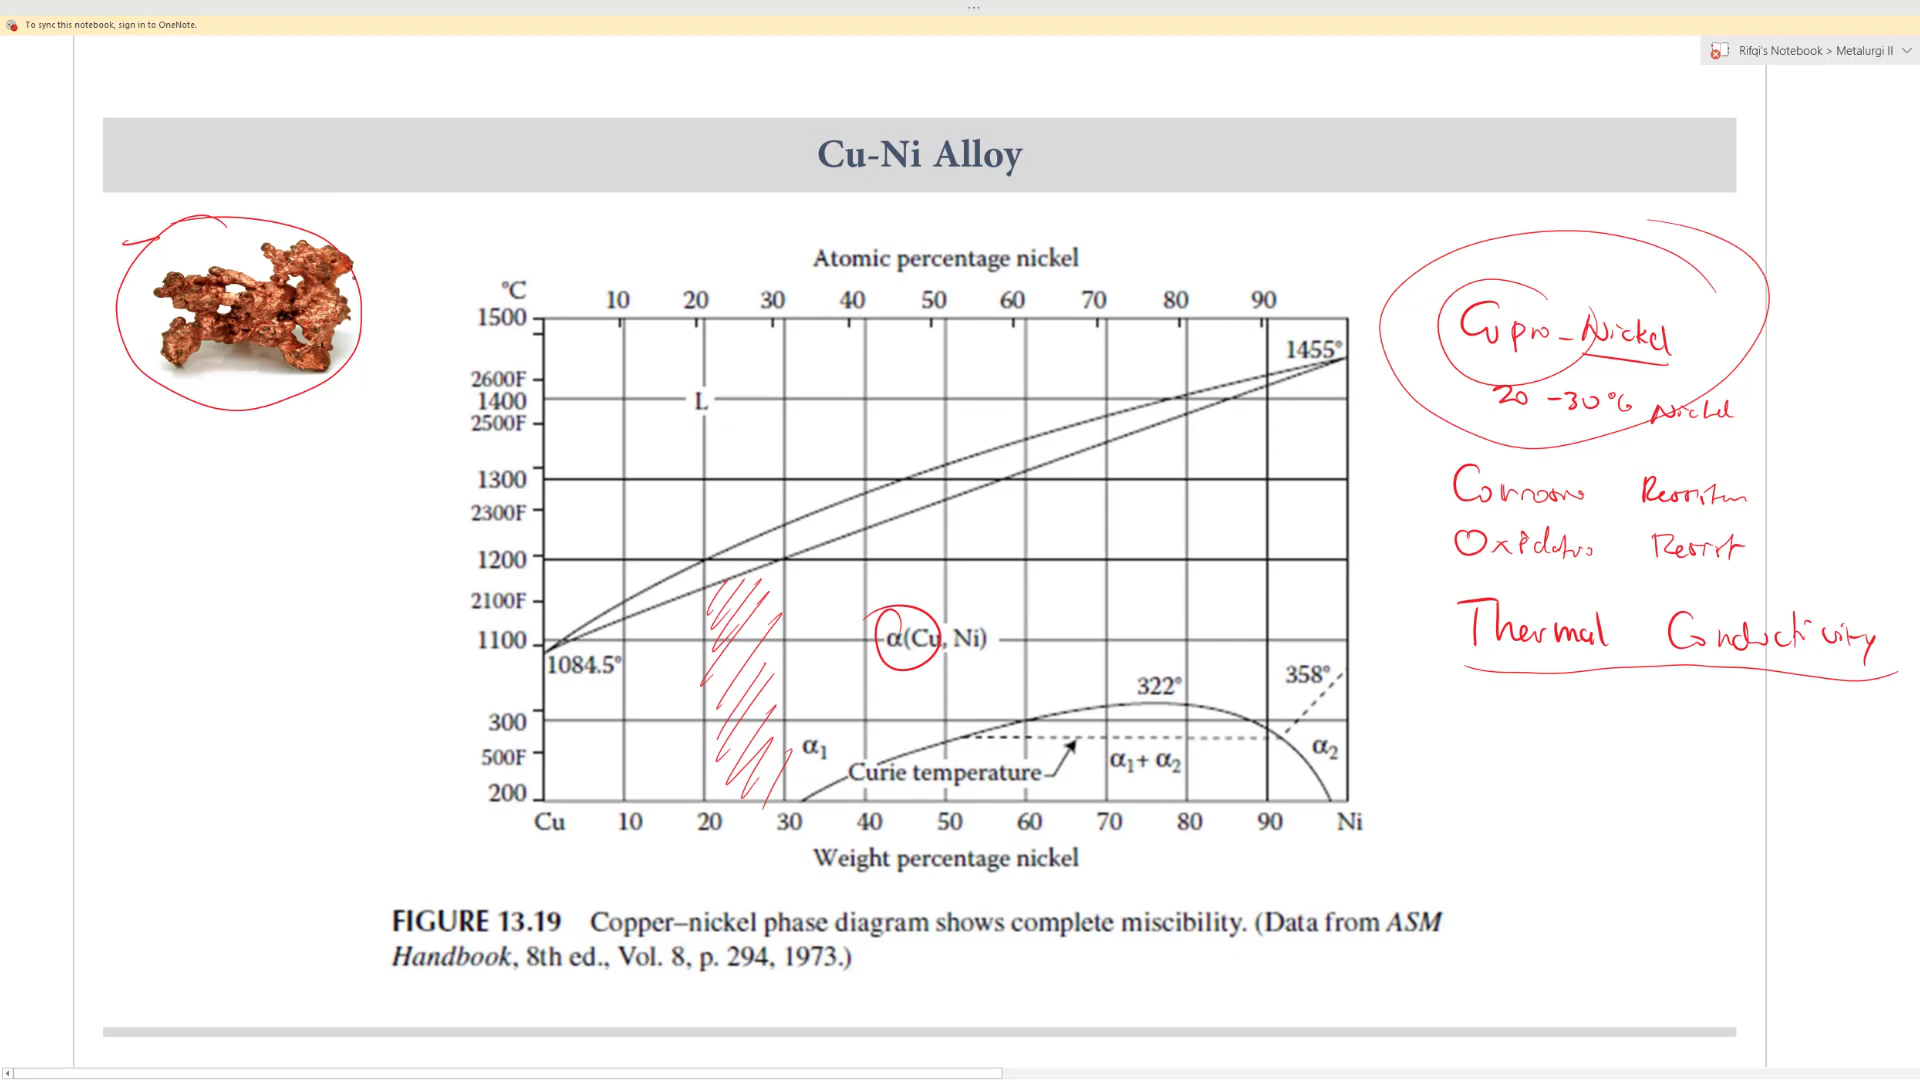 ...
To sync this notebook, sign in to OneNote.
Rifqi's Notebook > Metalurgi II
Cu-Ni Alloy
Atomic percentage nickel
°C
10 20 30 40 50 60 70 80 90
1500
1455°
2600F
1400
L
2500F
1300
2300F
1200
2100F
1100
α(Cu, Ni)
1084.5°
358°
322°
300
α₁
α₂
500F
Curie temperature
α₁+ α₂
200
Cu 10 20 30 40 50 60 70 80 90 Ni
Weight percentage nickel
Cupro-Nickel
20 -30% Nickel
Thermal Conductivity
FIGURE 13.19 Copper–nickel phase diagram shows complete miscibility. (Data from ASM
Handbook, 8th ed., Vol. 8, p. 294, 1973.)